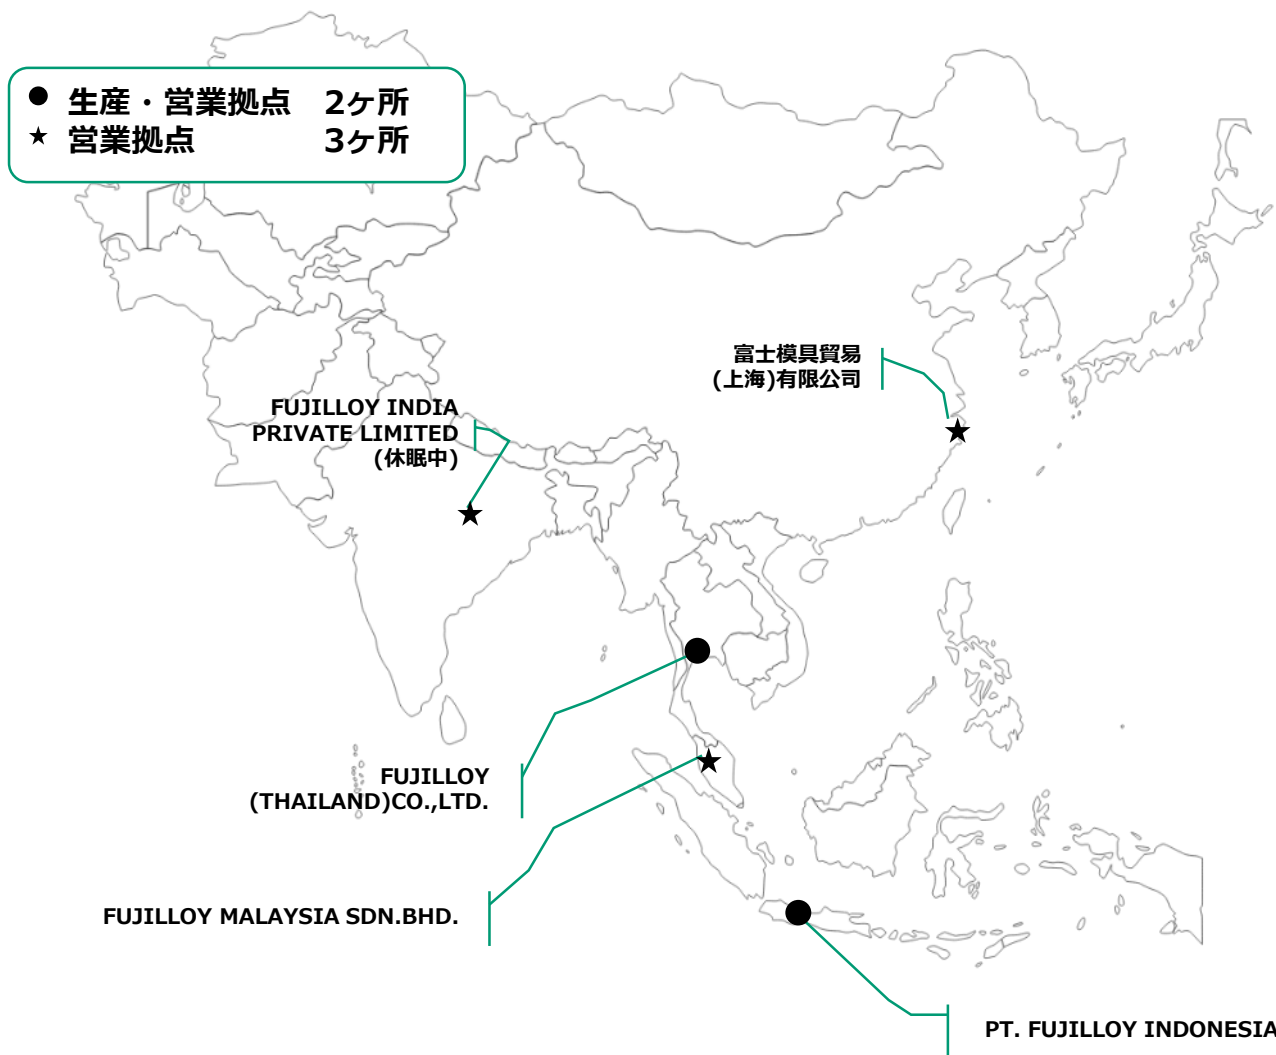 ● 生産・営業拠点 2ヶ所
★ 営業拠点 3ヶ所
富士模具貿易
(上海)有限公司
FUJILLOY INDIA
PRIVATE LIMITED
(休眠中)
FUJILLOY
(THAILAND)CO.,LTD.
FUJILLOY MALAYSIA SDN.BHD.
PT. FUJILLOY INDONESIA